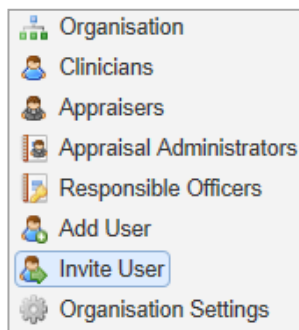 Organisation
Clinicians
Appraisers
Appraisal Administrators
Responsible Officers
Add User
Invite User
Organisation Settings